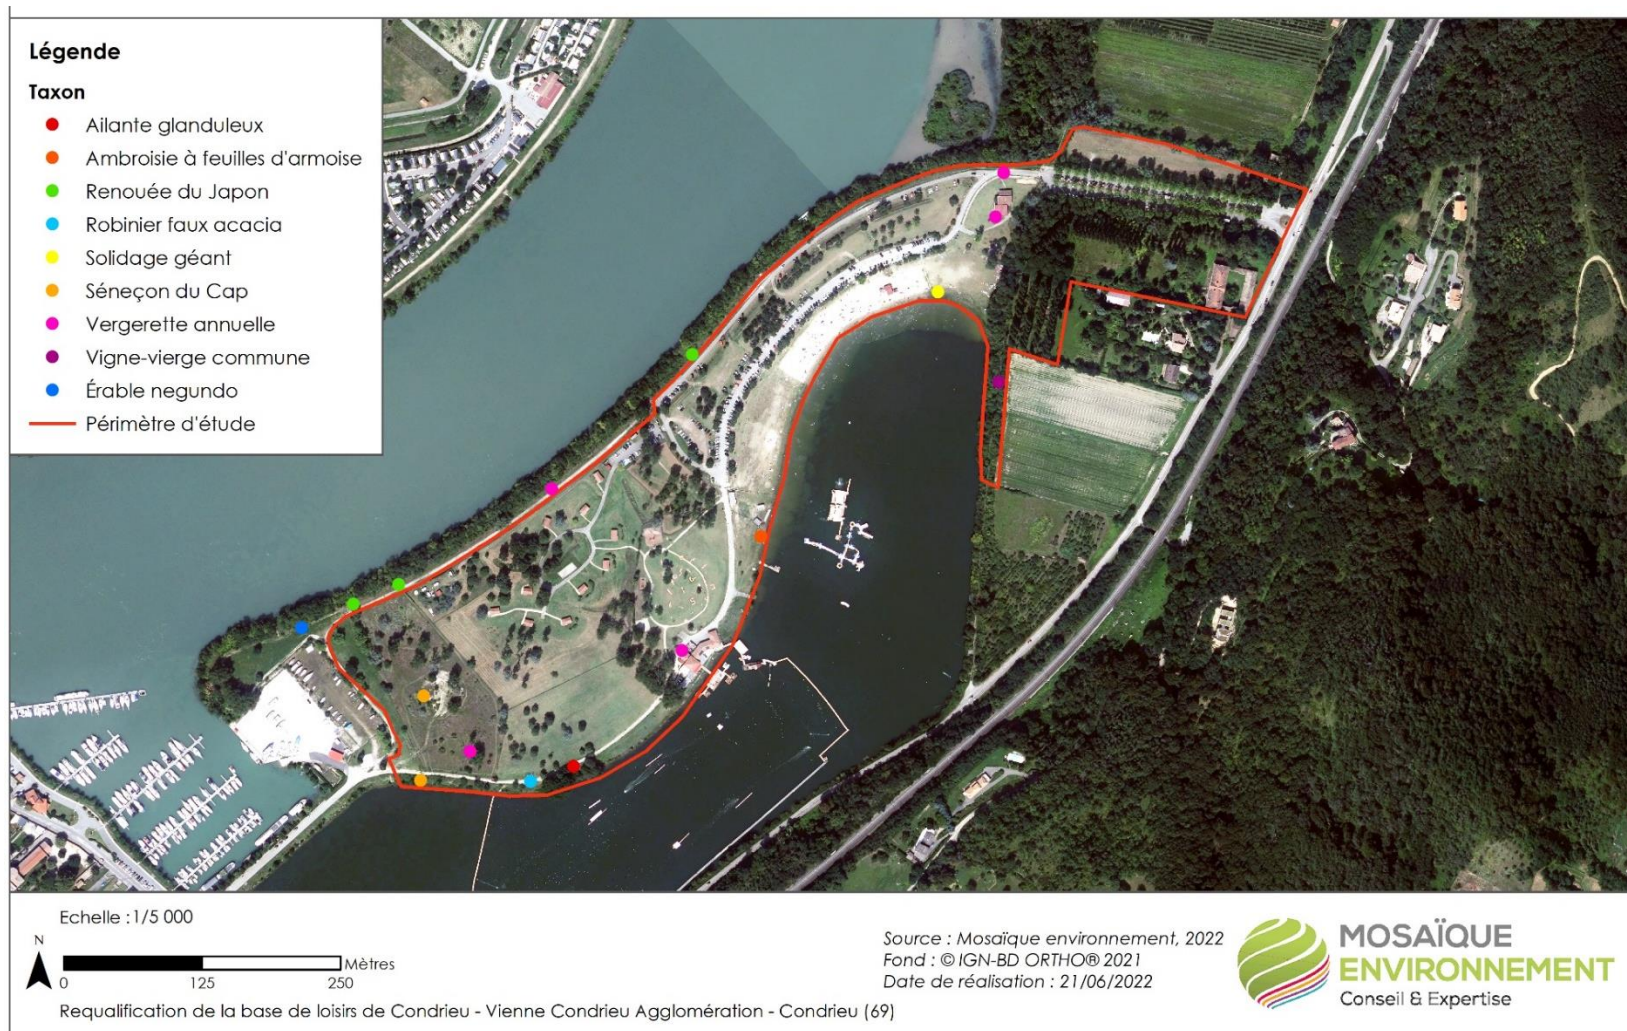 Légende
Taxon
Ailante glanduleux
Ambroisie à feuilles d'armoise
Renouée du Japon
Robinier faux acacia
Solidage géant
Séneçon du Cap
Vergerette annuelle
Vigne-vierge commune
Érable negundo
Périmètre d'étude
Echelle : 1/5 000
N
Mètres
0 125 250
Requalification de la base de loisirs de Condrieu - Vienne Condrieu Agglomération - Condrieu (69)
Source : Mosaïque environnement, 2022
Fond : © IGN-BD ORTHO® 2021
Date de réalisation : 21/06/2022
MOSAÏQUE
ENVIRONNEMENT
Conseil & Expertise